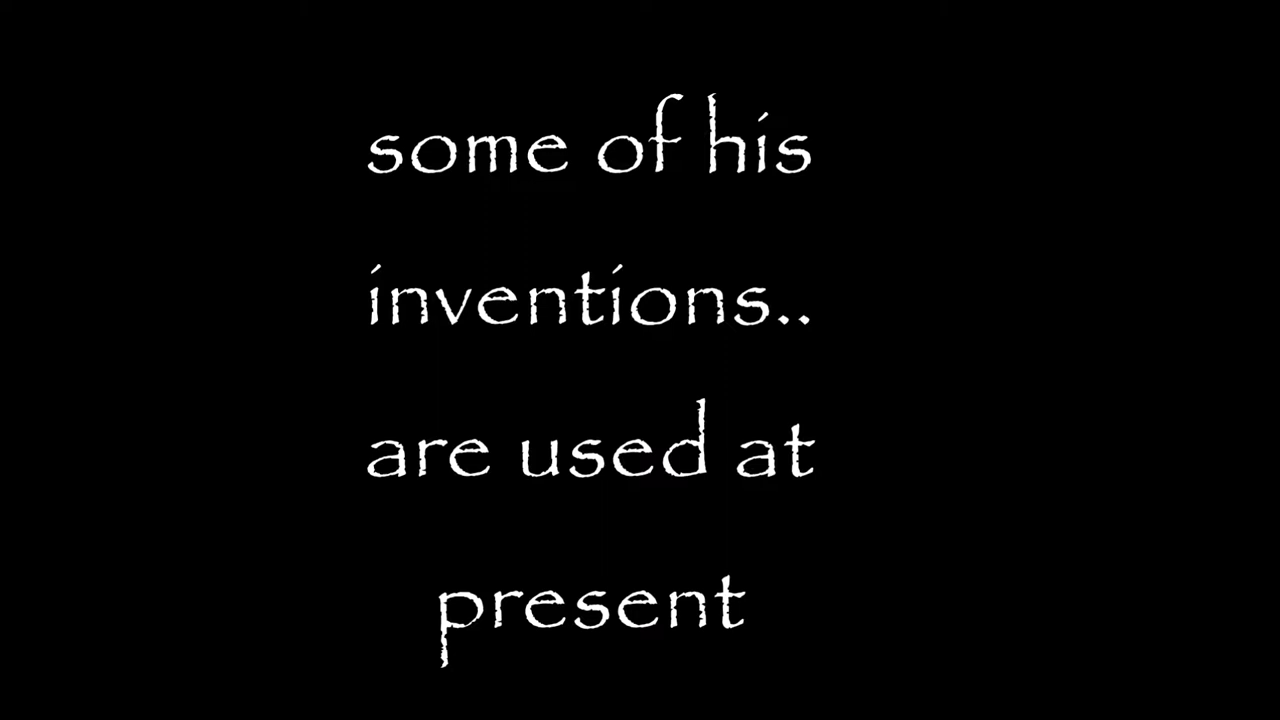 some of his
inventions..
are used at
present